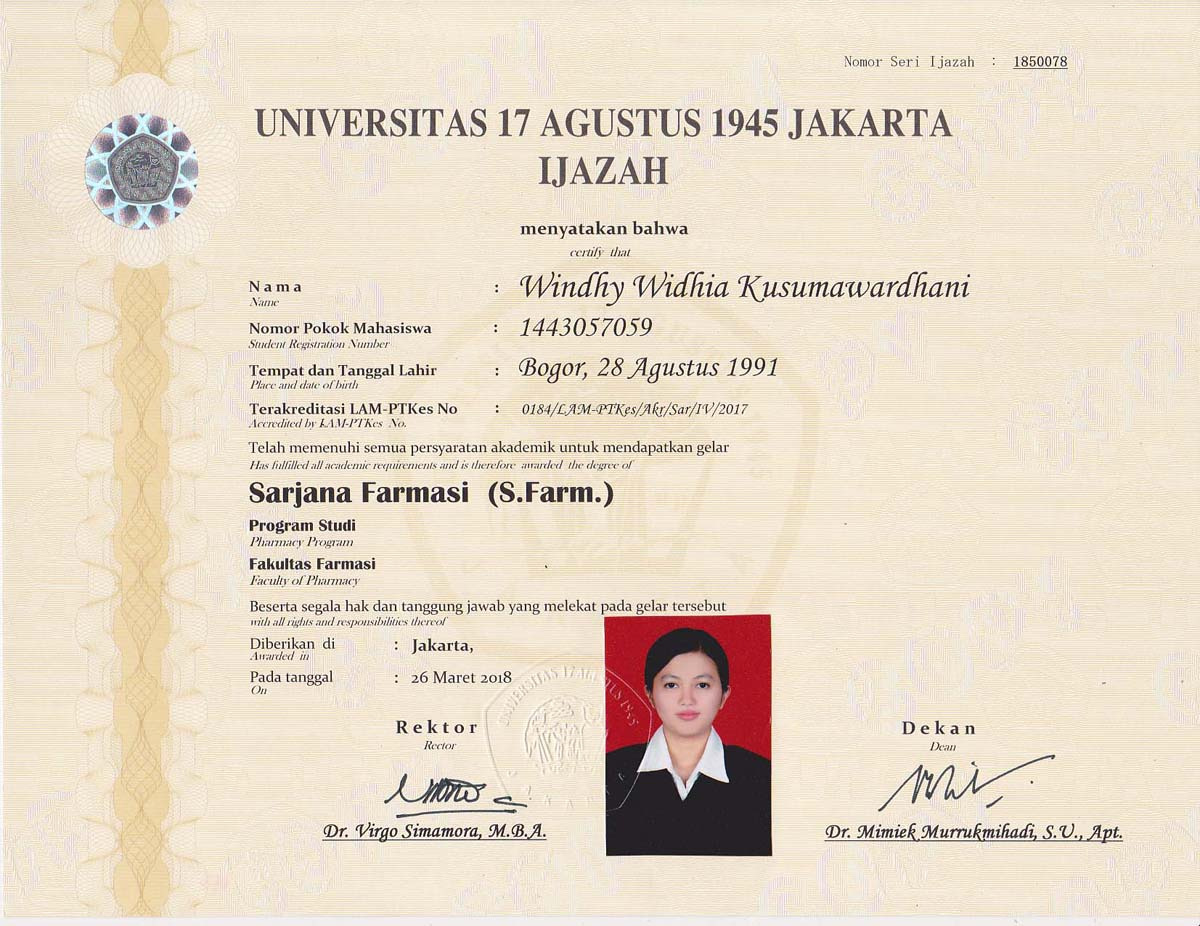 Nomor Seri Ijazah : 1850078
UNIVERSITAS 17 AGUSTUS 1945 JAKARTA
IJAZAH
menyatakan bahwa
certify that
Nama : Windhy Widhia Kusumawardhani
Name
Nomor Pokok Mahasiswa : 1443057059
Student Registration Number
Tempat dan Tanggal Lahir : Bogor, 28 Agustus 1991
Place and date of birth
Terakreditasi LAM-PTKes No : 0184/LAM-PTKes/Akr/Sar/IV/2017
Accredited by LAM-PTKes No.
Telah memenuhi semua persyaratan akademik untuk mendapatkan gelar
Has fulfilled all academic requirements and is therefore awarded the degree of
Sarjana Farmasi (S.Farm.)
Program Studi
Pharmacy Program
Fakultas Farmasi
Faculty of Pharmacy
Beserta segala hak dan tanggung jawab yang melekat pada gelar tersebut
with all rights and responsibilities thereof
Diberikan di : Jakarta,
Awarded in
Pada tanggal : 26 Maret 2018
On
UNIVERSITAS 17 AGUSTUS 1945
JAKARTA
Rektor
Rector
Dr. Virgo Simamora, M.B.A.
Dekan
Dean
Dr. Mimiek Murrukmihadi, S.U., Apt.